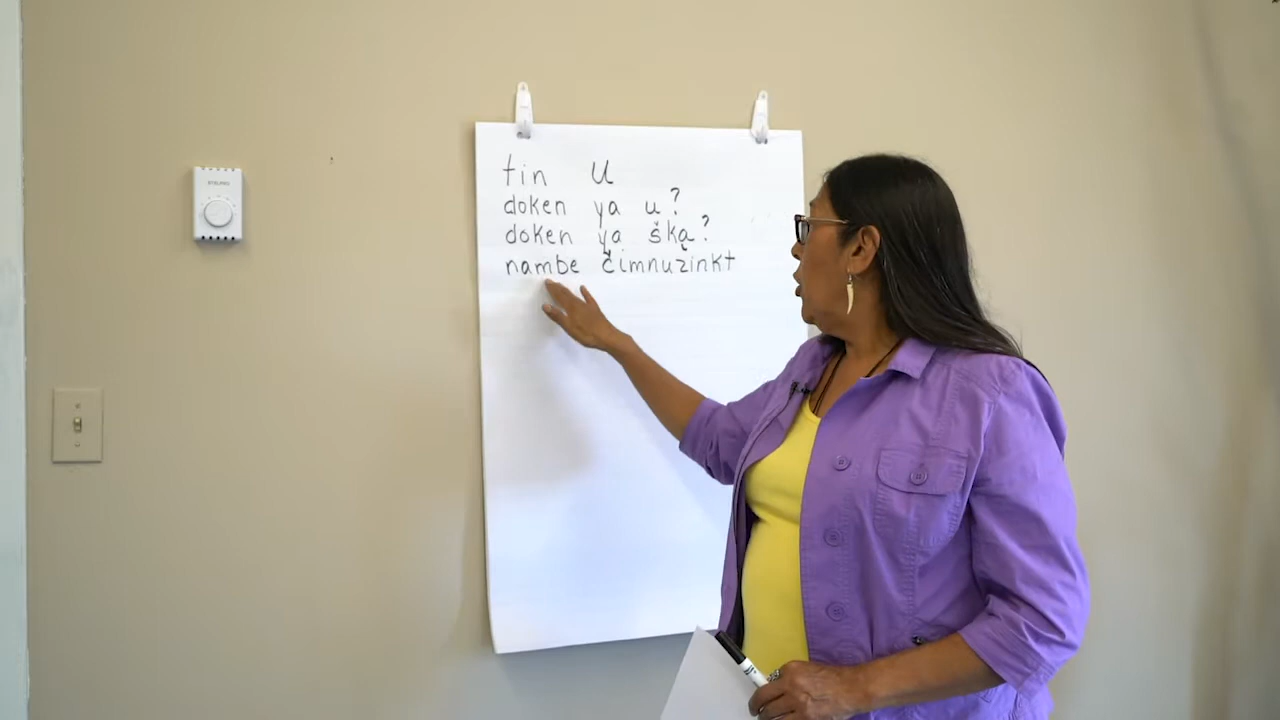 tin U
doken ya u?
doken ya šką?
nambe čimnuzinkt